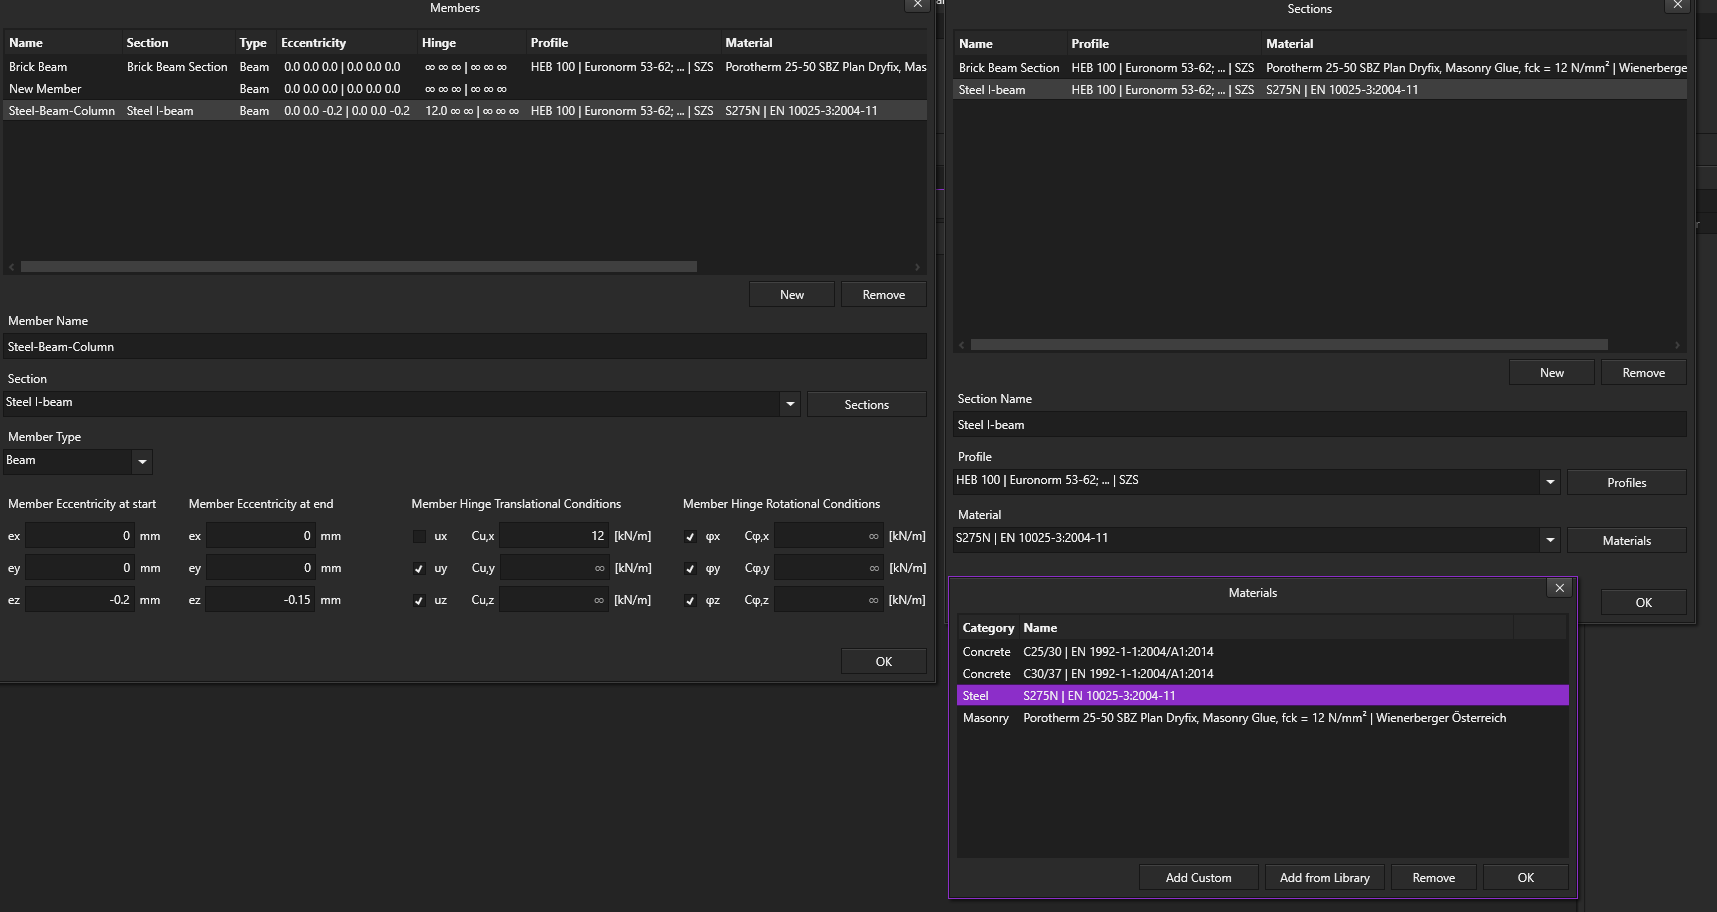 Members
Name Section Type Eccentricity Hinge Profile Material
Brick Beam Brick Beam Section Beam 0.0 0.0 0.0 | 0.0 0.0 0.0 ∞ ∞ ∞ | ∞ ∞ ∞ HEB 100 | Euronorm 53-62; ... | SZS Porotherm 25-50 SBZ Plan Dryfix, Mas
New Member Beam 0.0 0.0 0.0 | 0.0 0.0 0.0 ∞ ∞ ∞ | ∞ ∞ ∞
Steel-Beam-Column Steel I-beam Beam 0.0 0.0 -0.2 | 0.0 0.0 -0.2 12.0 ∞ ∞ | ∞ ∞ ∞ HEB 100 | Euronorm 53-62; ... | SZS S275N | EN 10025-3:2004-11
New Remove
Member Name
Steel-Beam-Column
Section
Steel I-beam Sections
Member Type
Beam
Member Eccentricity at start Member Eccentricity at end Member Hinge Translational Conditions Member Hinge Rotational Conditions
ex 0 mm ex 0 mm ux Cu,x 12 [kN/m] φx Cφ,x ∞ [kN/m]
ey 0 mm ey 0 mm uy Cu,y ∞ [kN/m] φy Cφ,y ∞ [kN/m]
ez -0.2 mm ez -0.15 mm uz Cu,z ∞ [kN/m] φz Cφ,z ∞ [kN/m]
OK
Sections
Name Profile Material
Brick Beam Section HEB 100 | Euronorm 53-62; ... | SZS Porotherm 25-50 SBZ Plan Dryfix, Masonry Glue, fck = 12 N/mm² | Wienerberge
Steel I-beam HEB 100 | Euronorm 53-62; ... | SZS S275N | EN 10025-3:2004-11
New Remove
Section Name
Steel I-beam
Profile
HEB 100 | Euronorm 53-62; ... | SZS Profiles
Material
S275N | EN 10025-3:2004-11 Materials
OK
Materials
Category Name
Concrete C25/30 | EN 1992-1-1:2004/A1:2014
Concrete C30/37 | EN 1992-1-1:2004/A1:2014
Steel S275N | EN 10025-3:2004-11
Masonry Porotherm 25-50 SBZ Plan Dryfix, Masonry Glue, fck = 12 N/mm² | Wienerberger Österreich
Add Custom Add from Library Remove OK